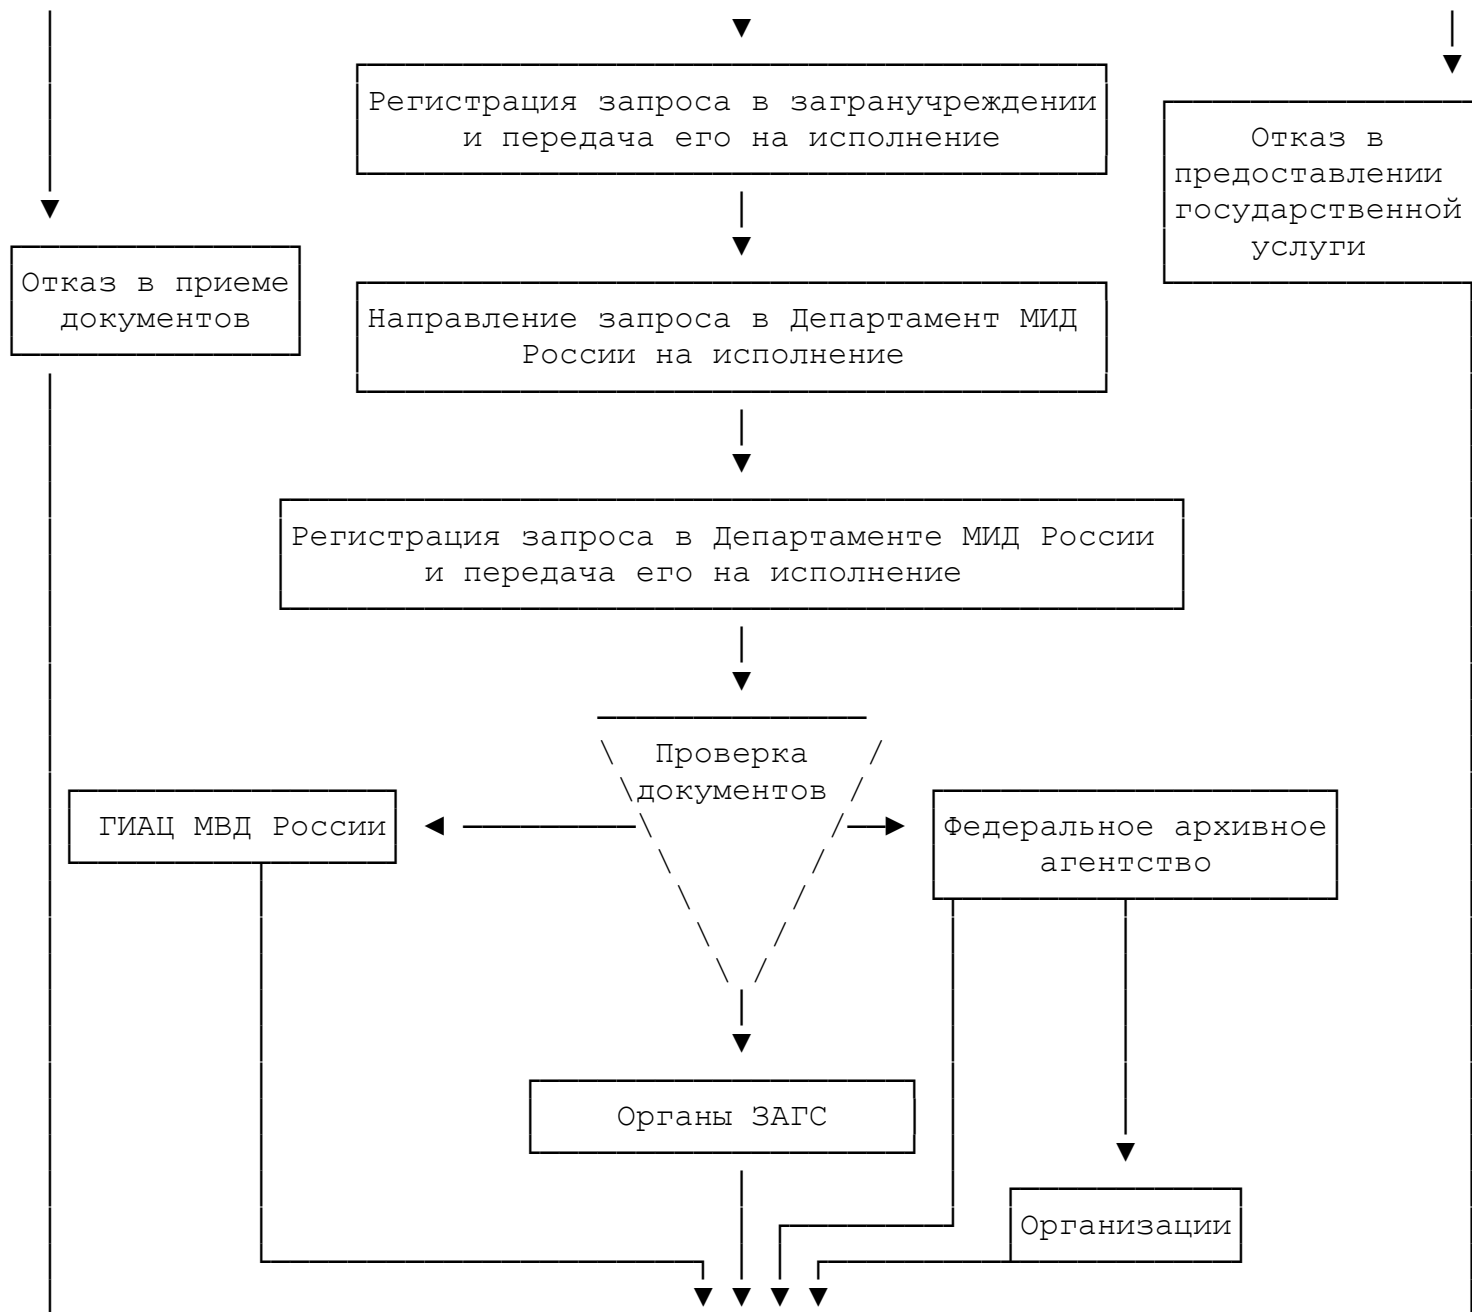 Регистрация запроса в загранучреждении
и передача его на исполнение
Отказ в
предоставлении
государственной
услуги
Отказ в приеме
документов
Направление запроса в Департамент МИД
России на исполнение
Регистрация запроса в Департаменте МИД России
и передача его на исполнение
Проверка
документов
ГИАЦ МВД России
Федеральное архивное
агентство
Органы ЗАГС
Организации